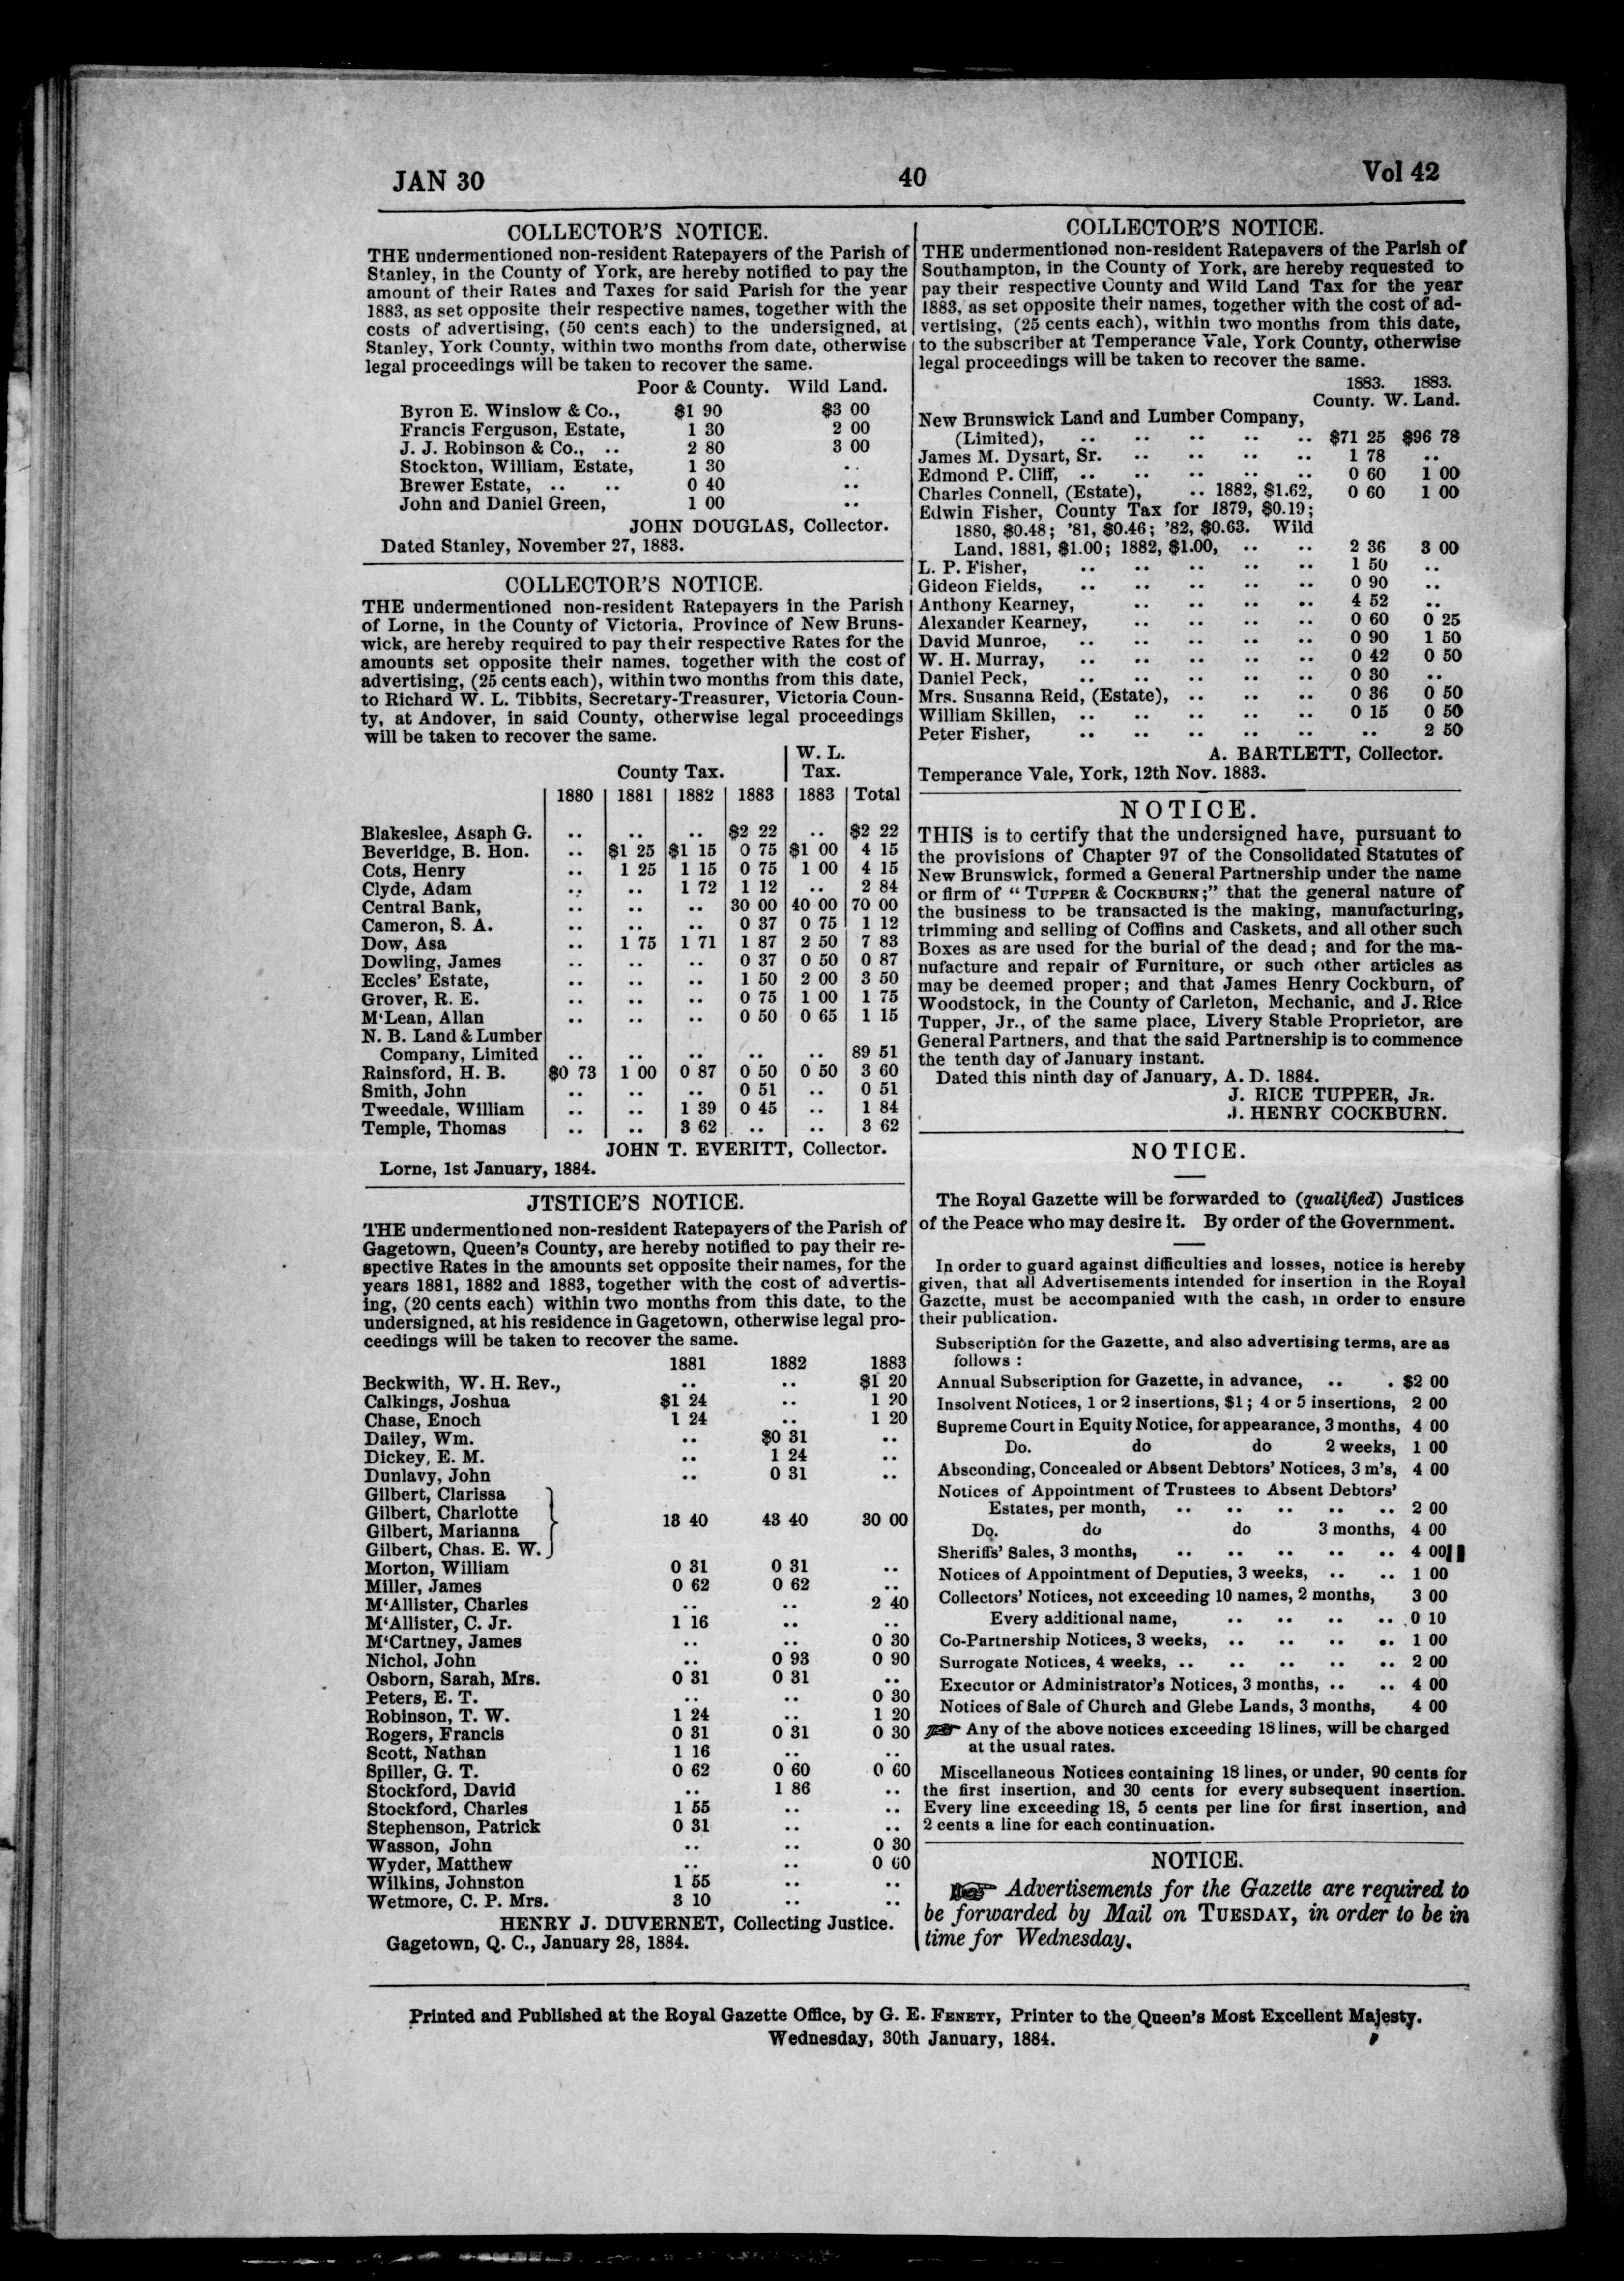 JAN 30 40 Vol 42
COLLECTOR'S NOTICE.
THE undermentioned non-resident Ratepayers of the Parish of
Stanley, in the County of York, are hereby notified to pay the
amount of their Rates and Taxes for said Parish for the year
1883, as set opposite their respective names, together with the
costs of advertising, (50 cents each) to the undersigned, at
Stanley, York County, within two months from date, otherwise
legal proceedings will be taken to recover the same.
Poor & County. Wild Land.
Byron E. Winslow & Co., $1 90 $3 00
Francis Ferguson, Estate, 1 30 2 00
J. J. Robinson & Co., .. 2 80 3 00
Stockton, William, Estate, 1 30 ..
Brewer Estate, .. .. 0 40 ..
John and Daniel Green, 1 00 ..
JOHN DOUGLAS, Collector.
Dated Stanley, November 27, 1883.
COLLECTOR'S NOTICE.
THE undermentioned non-resident Ratepayers in the Parish
of Lorne, in the County of Victoria, Province of New Bruns-
wick, are hereby required to pay their respective Rates for the
amounts set opposite their names, together with the cost of
advertising, (25 cents each), within two months from this date,
to Richard W. L. Tibbits, Secretary-Treasurer, Victoria Coun-
ty, at Andover, in said County, otherwise legal proceedings
will be taken to recover the same.
W. L.
County Tax. Tax.
1880 1881 1882 1883 1883 Total
Blakeslee, Asaph G. .. .. .. $2 22 .. $2 22
Beveridge, B. Hon. .. $1 25 $1 15 0 75 $1 00 4 15
Cots, Henry .. 1 25 1 15 0 75 1 00 4 15
Clyde, Adam .. .. 1 72 1 12 .. 2 84
Central Bank, .. .. .. 30 00 40 00 70 00
Cameron, S. A. .. .. .. 0 37 0 75 1 12
Dow, Asa .. 1 75 1 71 1 87 2 50 7 83
Dowling, James .. .. .. 0 37 0 50 0 87
Eccles' Estate, .. .. .. 1 50 2 00 3 50
Grover, R. E. .. .. .. 0 75 1 00 1 75
M'Lean, Allan .. .. .. 0 50 0 65 1 15
N. B. Land & Lumber
Company, Limited .. .. .. .. .. 89 51
Rainsford, H. B. $0 73 1 00 0 87 0 50 0 50 3 60
Smith, John .. .. .. 0 51 .. 0 51
Tweedale, William .. .. 1 39 0 45 .. 1 84
Temple, Thomas .. .. 3 62 .. .. 3 62
JOHN T. EVERITT, Collector.
Lorne, 1st January, 1884.
JTSTICE'S NOTICE.
THE undermentioned non-resident Ratepayers of the Parish of
Gagetown, Queen's County, are hereby notified to pay their re-
spective Rates in the amounts set opposite their names, for the
years 1881, 1882 and 1883, together with the cost of advertis-
ing, (20 cents each) within two months from this date, to the
undersigned, at his residence in Gagetown, otherwise legal pro-
ceedings will be taken to recover the same.
1881 1882 1883
Beckwith, W. H. Rev., .. .. $1 20
Calkings, Joshua $1 24 .. 1 20
Chase, Enoch 1 24 .. 1 20
Dailey, Wm. .. $0 31 ..
Dickey, E. M. .. 1 24 ..
Dunlavy, John .. 0 31 ..
Gilbert, Clarissa
Gilbert, Charlotte
Gilbert, Marianna 18 40 43 40 30 00
Gilbert, Chas. E. W.
Morton, William 0 31 0 31 ..
Miller, James 0 62 0 62 ..
M'Allister, Charles .. .. 2 40
M'Allister, C. Jr. 1 16 .. ..
M'Cartney, James .. .. 0 30
Nichol, John .. 0 93 0 90
Osborn, Sarah, Mrs. 0 31 0 31 ..
Peters, E. T. .. .. 0 30
Robinson, T. W. 1 24 .. 1 20
Rogers, Francis 0 31 0 31 0 30
Scott, Nathan 1 16 .. ..
Spiller, G. T. 0 62 0 60 0 60
Stockford, David .. 1 86 ..
Stockford, Charles 1 55 .. ..
Stephenson, Patrick 0 31 .. ..
Wasson, John .. .. 0 30
Wyder, Matthew .. .. 0 60
Wilkins, Johnston 1 55 .. ..
Wetmore, C. P. Mrs. 3 10 .. ..
HENRY J. DUVERNET, Collecting Justice.
Gagetown, Q. C., January 28, 1884.
COLLECTOR'S NOTICE.
THE undermentioned non-resident Ratepayers of the Parish of
Southampton, in the County of York, are hereby requested to
pay their respective County and Wild Land Tax for the year
1883, as set opposite their names, together with the cost of ad-
vertising, (25 cents each), within two months from this date,
to the subscriber at Temperance Vale, York County, otherwise
legal proceedings will be taken to recover the same.
1883. 1883.
County. W. Land.
New Brunswick Land and Lumber Company,
(Limited), .. .. .. .. .. $71 25 $96 78
James M. Dysart, Sr. .. .. .. .. 1 78 ..
Edmond P. Cliff, .. .. .. .. .. 0 60 1 00
Charles Connell, (Estate), .. 1882, $1.62, 0 60 1 00
Edwin Fisher, County Tax for 1879, $0.19;
1880, $0.48; '81, $0.46; '82, $0.63. Wild
Land, 1881, $1.00; 1882, $1.00, .. .. 2 36 3 00
L. P. Fisher, .. .. .. .. .. 1 50 ..
Gideon Fields, .. .. .. .. .. 0 90 ..
Anthony Kearney, .. .. .. .. 4 52 ..
Alexander Kearney, .. .. .. .. 0 60 0 25
David Munroe, .. .. .. .. .. 0 90 1 50
W. H. Murray, .. .. .. .. .. 0 42 0 50
Daniel Peck, .. .. .. .. .. 0 30 ..
Mrs. Susanna Reid, (Estate), .. .. .. 0 36 0 50
William Skillen, .. .. .. .. .. 0 15 0 50
Peter Fisher, .. .. .. .. .. .. 2 50
A. BARTLETT, Collector.
Temperance Vale, York, 12th Nov. 1883.
NOTICE.
THIS is to certify that the undersigned have, pursuant to
the provisions of Chapter 97 of the Consolidated Statutes of
New Brunswick, formed a General Partnership under the name
or firm of "TUPPER & COCKBURN;" that the general nature of
the business to be transacted is the making, manufacturing,
trimming and selling of Coffins and Caskets, and all other such
Boxes as are used for the burial of the dead; and for the ma-
nufacture and repair of Furniture, or such other articles as
may be deemed proper; and that James Henry Cockburn, of
Woodstock, in the County of Carleton, Mechanic, and J. Rice
Tupper, Jr., of the same place, Livery Stable Proprietor, are
General Partners, and that the said Partnership is to commence
the tenth day of January instant.
Dated this ninth day of January, A. D. 1884.
J. RICE TUPPER, JR.
J. HENRY COCKBURN.
NOTICE.
The Royal Gazette will be forwarded to (qualified) Justices
of the Peace who may desire it. By order of the Government.
In order to guard against difficulties and losses, notice is hereby
given, that all Advertisements intended for insertion in the Royal
Gazette, must be accompanied with the cash, in order to ensure
their publication.
Subscription for the Gazette, and also advertising terms, are as
follows :
Annual Subscription for Gazette, in advance, .. . $2 00
Insolvent Notices, 1 or 2 insertions, $1; 4 or 5 insertions, 2 00
Supreme Court in Equity Notice, for appearance, 3 months, 4 00
Do. do do 2 weeks, 1 00
Absconding, Concealed or Absent Debtors' Notices, 3 m's, 4 00
Notices of Appointment of Trustees to Absent Debtors'
Estates, per month, .. .. .. .. .. 2 00
Do. do do 3 months, 4 00
Sheriffs' Sales, 3 months, .. .. .. .. .. 4 00
Notices of Appointment of Deputies, 3 weeks, .. .. 1 00
Collectors' Notices, not exceeding 10 names, 2 months, 3 00
Every additional name, .. .. .. .. 0 10
Co-Partnership Notices, 3 weeks, .. .. .. .. 1 00
Surrogate Notices, 4 weeks, .. .. .. .. .. 2 00
Executor or Administrator's Notices, 3 months, .. .. 4 00
Notices of Sale of Church and Glebe Lands, 3 months, 4 00
☞ Any of the above notices exceeding 18 lines, will be charged
at the usual rates.
Miscellaneous Notices containing 18 lines, or under, 90 cents for
the first insertion, and 30 cents for every subsequent insertion.
Every line exceeding 18, 5 cents per line for first insertion, and
2 cents a line for each continuation.
NOTICE.
☞ Advertisements for the Gazette are required to
be forwarded by Mail on TUESDAY, in order to be in
time for Wednesday.
Printed and Published at the Royal Gazette Office, by G. E. FENETY, Printer to the Queen's Most Excellent Majesty.
Wednesday, 30th January, 1884.